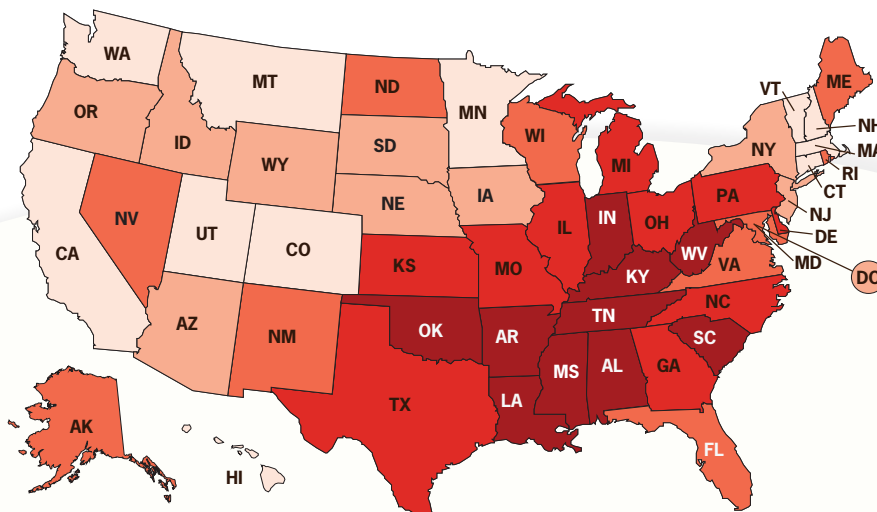 WA
MT
ND
MN
OR
ID
WY
SD
WI
MI
ME
VT
NH
MA
NY
RI
CT
NJ
PA
DE
MD
DC
NV
UT
CO
NE
IA
IL
IN
OH
WV
VA
CA
KS
MO
KY
NC
AZ
NM
OK
AR
TN
SC
TX
LA
MS
AL
GA
AK
HI
FL